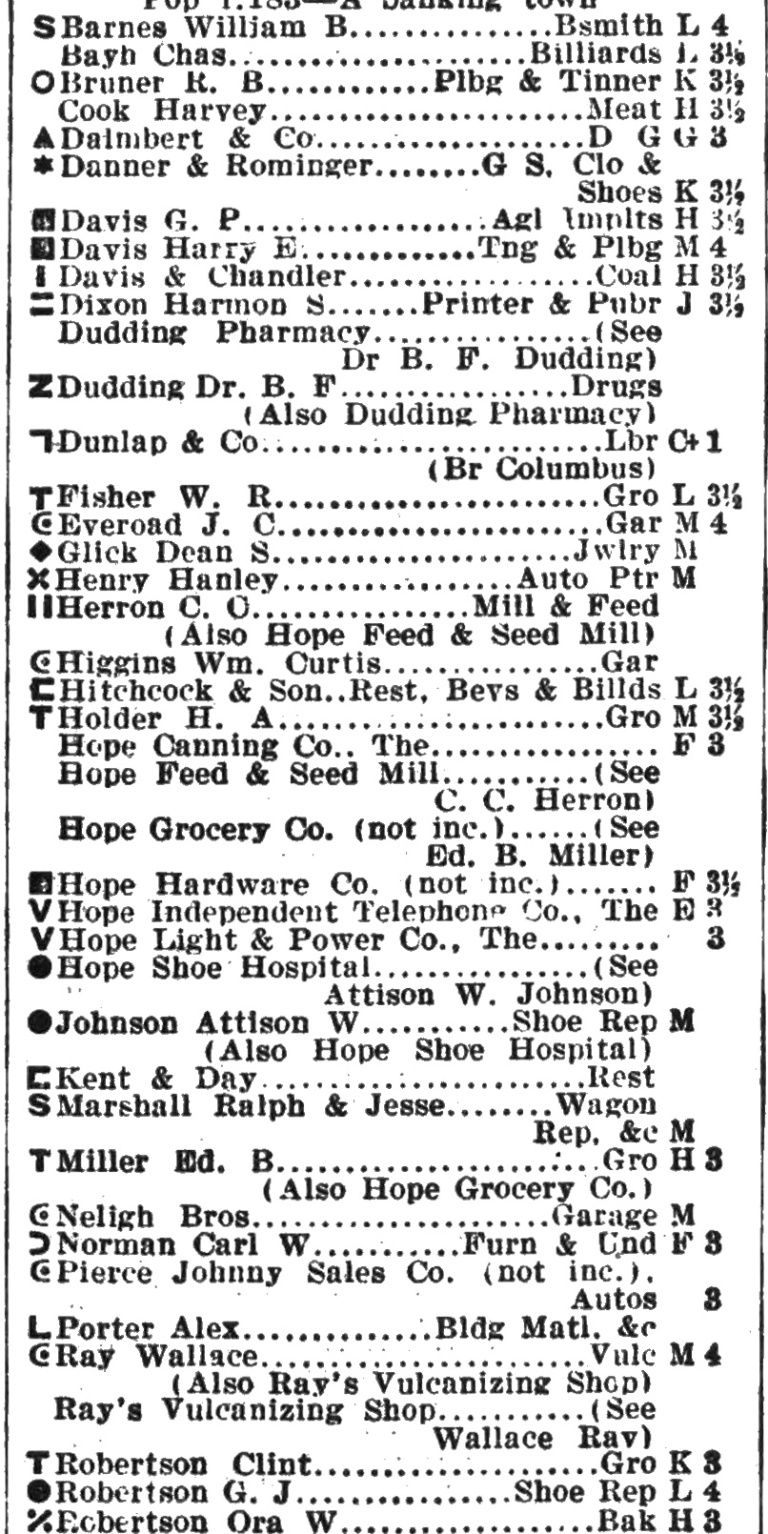 Pop 1,183—A banking town
S Barnes William B...............Bsmith L 4
Bayh Chas.......................Billiards L 3½
O Bruner R. B............Plbg & Tinner K 3½
Cook Harvey.......................Meat H 3½
▲ Dalmbert & Co....................D G G 3
✱ Danner & Rominger........G S, Clo &
Shoes K 3½
Davis G. P..................Agl Implts H 3½
Davis Harry E.............Tng & Plbg M 4
Davis & Chandler................Coal H 3½
= Dixon Harmon S.......Printer & Pubr J 3½
Dudding Pharmacy................(See
Dr B. F. Dudding)
Z Dudding Dr. B. F................Drugs
(Also Dudding Pharmacy)
Dunlap & Co.........................Lbr C+ 1
(Br Columbus)
T Fisher W. R.......................Gro L 3½
Everoad J. C.......................Gar M 4
◆ Glick Dean S.....................Jwlry M
X Henry Hanley................Auto Ptr M
II Herron C. C...............Mill & Feed
(Also Hope Feed & Seed Mill)
Higgins Wm. Curtis...............Gar
Hitchcock & Son..Rest, Bevs & Billds L 3½
T Holder H. A.......................Gro M 3½
Hope Canning Co., The................. F 3
Hope Feed & Seed Mill...........(See
C. C. Herron)
Hope Grocery Co. (not inc.)......(See
Ed. B. Miller)
Hope Hardware Co. (not inc.)....... F 3½
V Hope Independent Telephone Co., The E 3
V Hope Light & Power Co., The......... 3
● Hope Shoe Hospital...............(See
Attison W. Johnson)
● Johnson Attison W...........Shoe Rep M
(Also Hope Shoe Hospital)
Kent & Day........................Rest
S Marshall Ralph & Jesse........Wagon
Rep, &c M
T Miller Ed. B.......................Gro H 3
(Also Hope Grocery Co.)
Neligh Bros.....................Garage M
Norman Carl W...........Furn & Und F 3
Pierce Johnny Sales Co. (not inc.),
Autos 3
L Porter Alex..............Bldg Matl, &c
Ray Wallace.......................Vulc M 4
(Also Ray's Vulcanizing Shop)
Ray's Vulcanizing Shop...........(See
Wallace Ray)
T Robertson Clint....................Gro K 3
● Robertson G. J...............Shoe Rep L 4
Robertson Ora W..................Bak H 3